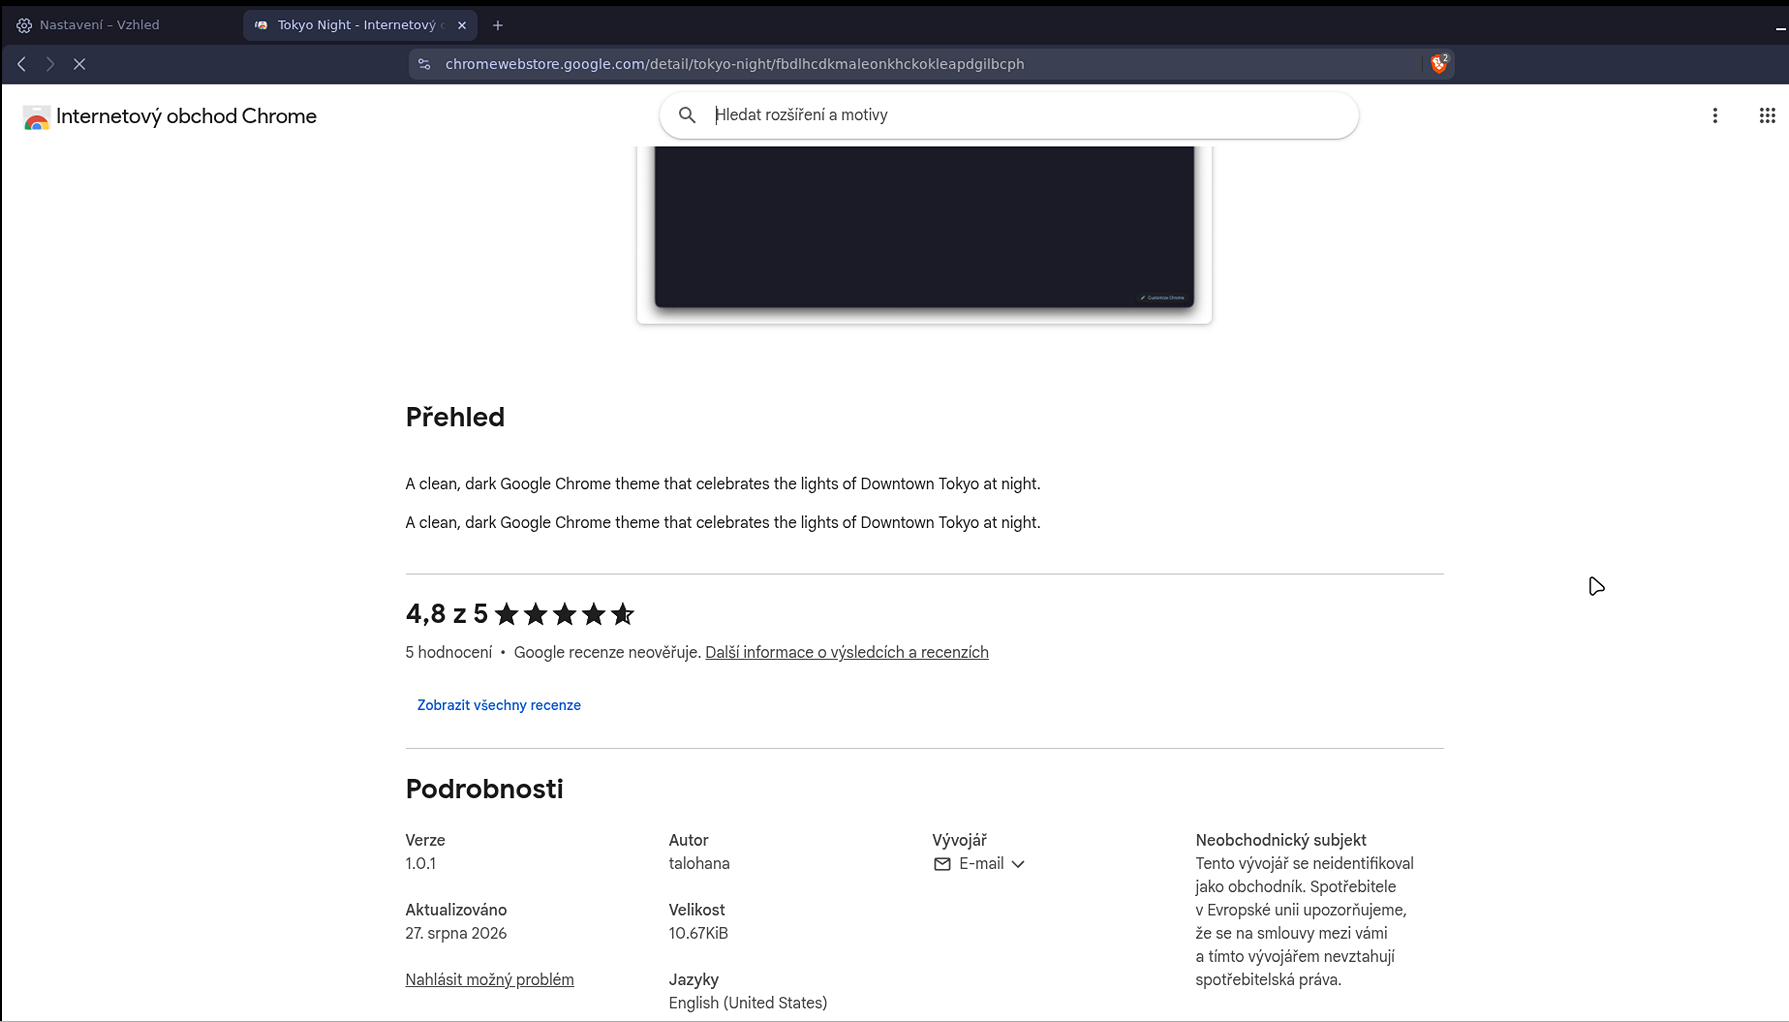 Nastavení – Vzhled
Tokyo Night - Internetový
chromewebstore.google.com/detail/tokyo-night/fbdlhcdkmaleonkhckokleapdgilbcph
2
Internetový obchod Chrome
Hledat rozšíření a motivy
Customize Chrome
Přehled
A clean, dark Google Chrome theme that celebrates the lights of Downtown Tokyo at night.
A clean, dark Google Chrome theme that celebrates the lights of Downtown Tokyo at night.
4,8 z 5
5 hodnocení • Google recenze neověřuje. Další informace o výsledcích a recenzích
Zobrazit všechny recenze
Podrobnosti
Verze
1.0.1
Aktualizováno
27. srpna 2026
Nahlásit možný problém
Autor
talohana
Velikost
10.67KiB
Jazyky
English (United States)
Vývojář
E-mail
Neobchodnický subjekt
Tento vývojář se neidentifikoval
jako obchodník. Spotřebitele
v Evropské unii upozorňujeme,
že se na smlouvy mezi vámi
a tímto vývojářem nevztahují
spotřebitelská práva.